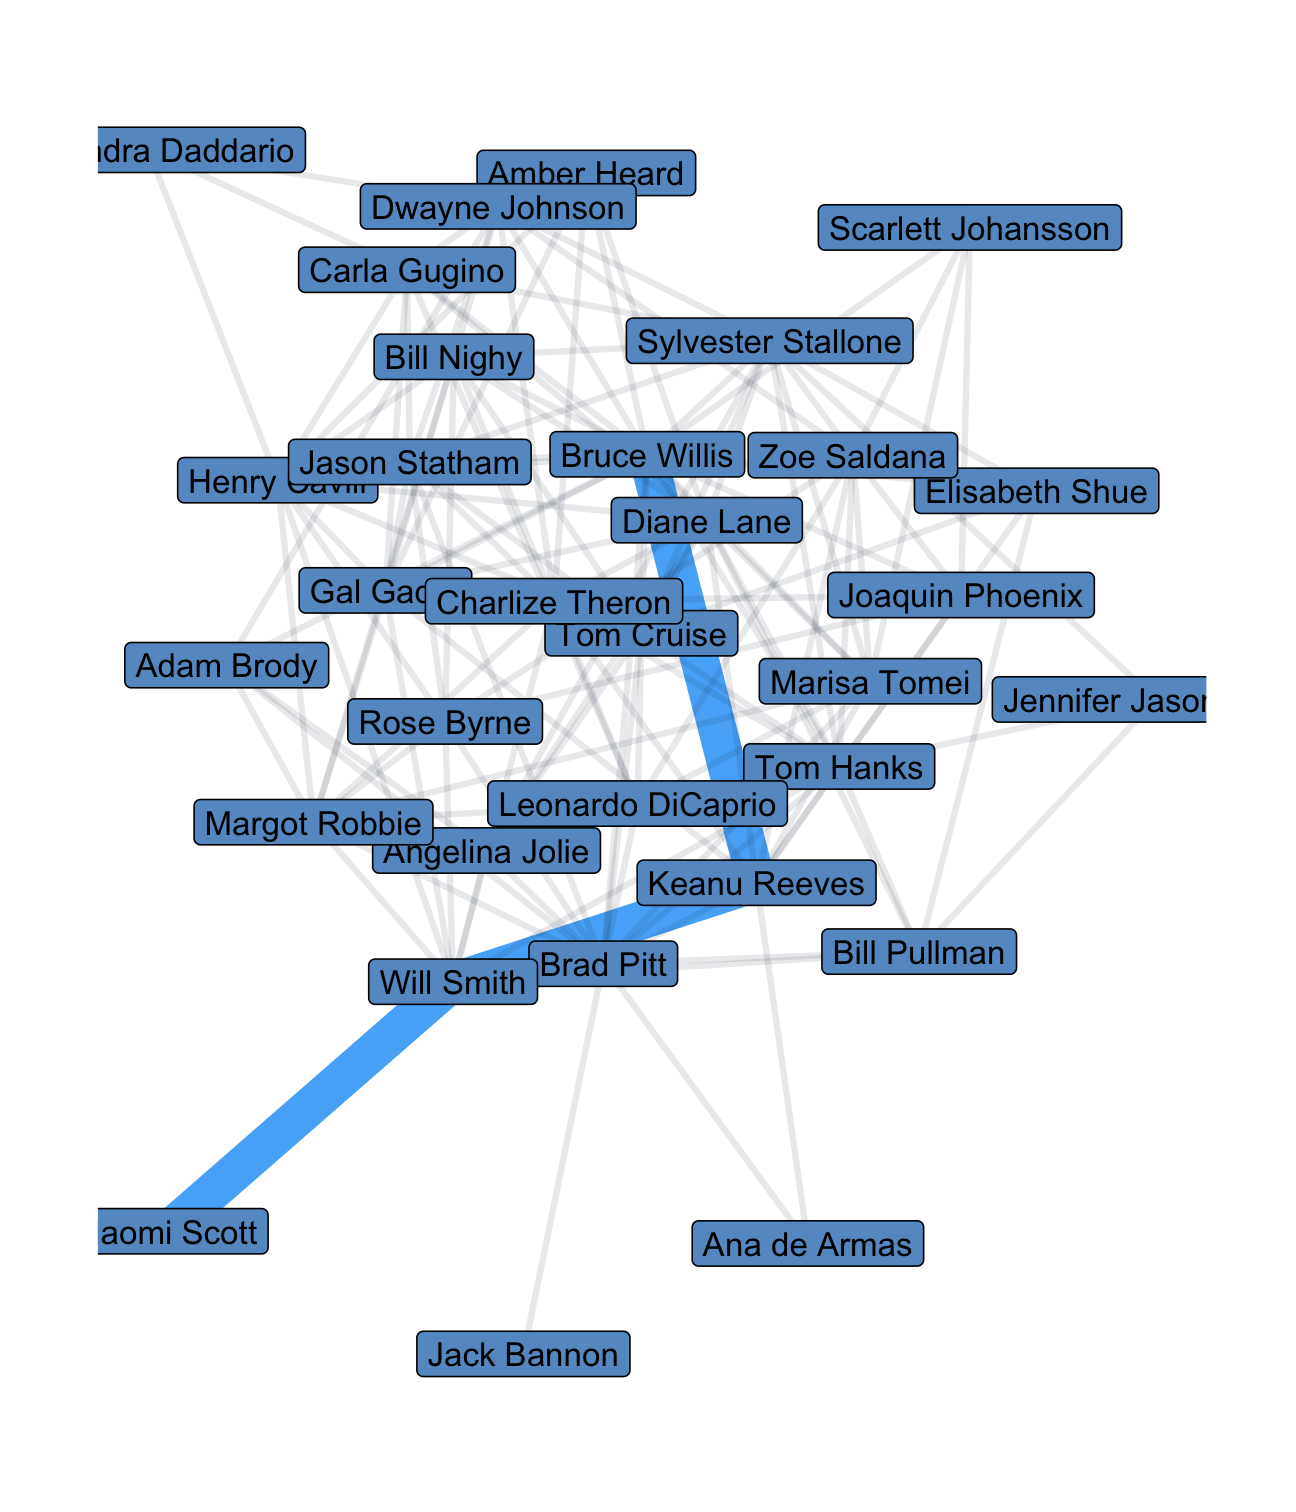 ndra Daddario
Amber Heard
Dwayne Johnson
Scarlett Johansson
Carla Gugino
Sylvester Stallone
Bill Nighy
Bruce Willis
Zoe Saldana
Jason Statham
Henry Cavill
Elisabeth Shue
Diane Lane
Gal Gad
Charlize Theron
Joaquin Phoenix
Tom Cruise
Adam Brody
Marisa Tomei
Jennifer Jason
Rose Byrne
Tom Hanks
Leonardo DiCaprio
Margot Robbie
Angelina Jolie
Keanu Reeves
Bill Pullman
Brad Pitt
Will Smith
aomi Scott
Ana de Armas
Jack Bannon